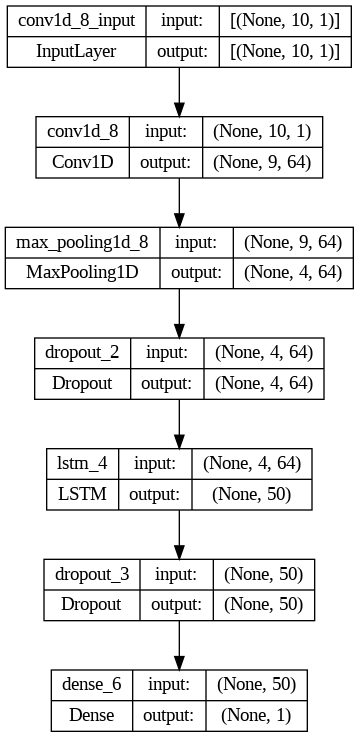 conv1d_8_input input: [(None, 10, 1)]
InputLayer output: [(None, 10, 1)]
conv1d_8 input: (None, 10, 1)
Conv1D output: (None, 9, 64)
max_pooling1d_8 input: (None, 9, 64)
MaxPooling1D output: (None, 4, 64)
dropout_2 input: (None, 4, 64)
Dropout output: (None, 4, 64)
lstm_4 input: (None, 4, 64)
LSTM output: (None, 50)
dropout_3 input: (None, 50)
Dropout output: (None, 50)
dense_6 input: (None, 50)
Dense output: (None, 1)